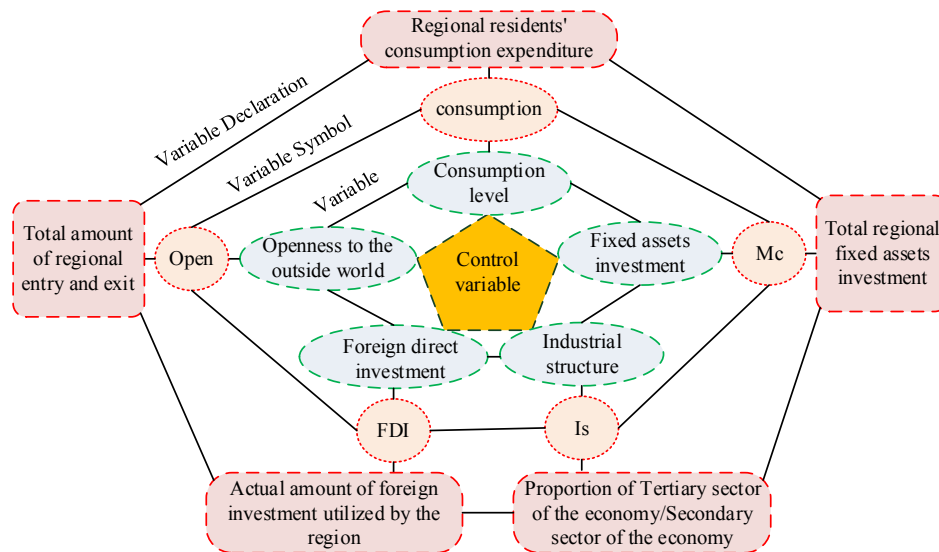 Regional residents'
consumption expenditure
Variable Declaration
consumption
Variable Symbol
Variable
Consumption
level
Total amount
of regional
entry and exit
Open
Openness to the
outside world
Control
variable
Fixed assets
investment
Mc
Total regional
fixed assets
investment
Foreign direct
investment
Industrial
structure
FDI
Is
Actual amount of foreign
investment utilized by the
region
Proportion of Tertiary sector
of the economy/Secondary
sector of the economy